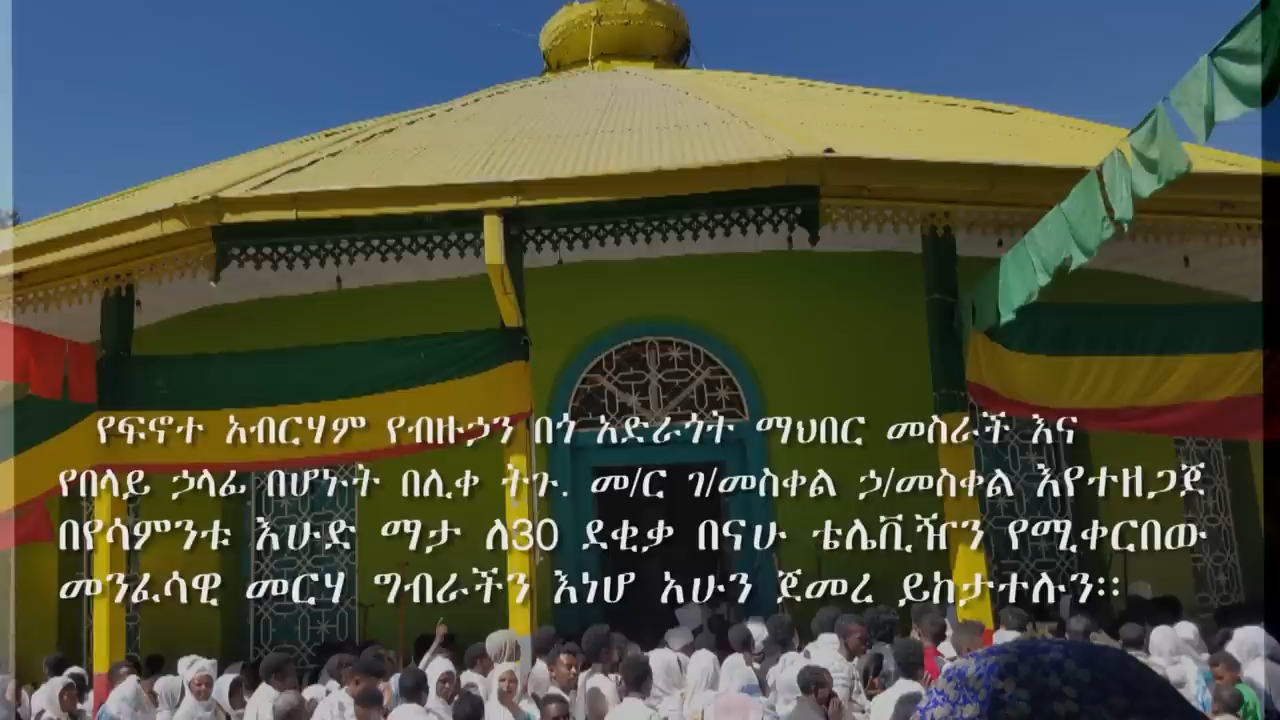 የፍኖተ አብርሃም የብዙኃን በጎ አድራጎት ማህበር መስራች እና
የበላይ ኃላፊ በሆኑት በሊቀ ትጉ. መ/ር ገ/መስቀል ኃ/መስቀል እየተዘጋጀ
በየሳምንቱ እሁድ ማታ ለ30 ደቂቃ በናሁ ቴሌቪዥን የሚቀርበው
መንፈሳዊ መርሃ ግብራችን እነሆ አሁን ጀመረ ይከታተሉን።